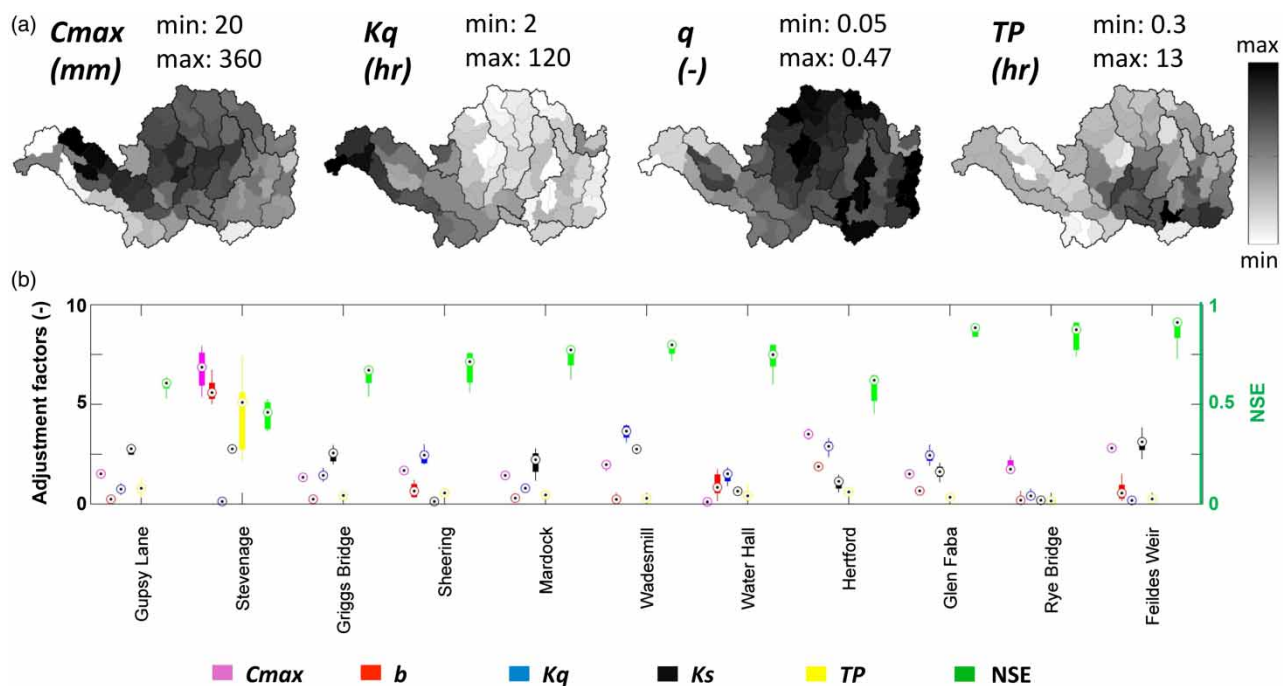 (a)
Cmax (mm)
min: 20
max: 360
Kq (hr)
min: 2
max: 120
q (-)
min: 0.05
max: 0.47
TP (hr)
min: 0.3
max: 13
max
min
(b)
Adjustment factors (-)
10
5
0
1
0.5
0
NSE
Gupsy Lane
Stevenage
Griggs Bridge
Sheering
Mardock
Wadesmill
Water Hall
Hertford
Glen Faba
Rye Bridge
Feildes Weir
Cmax b Kq Ks TP NSE